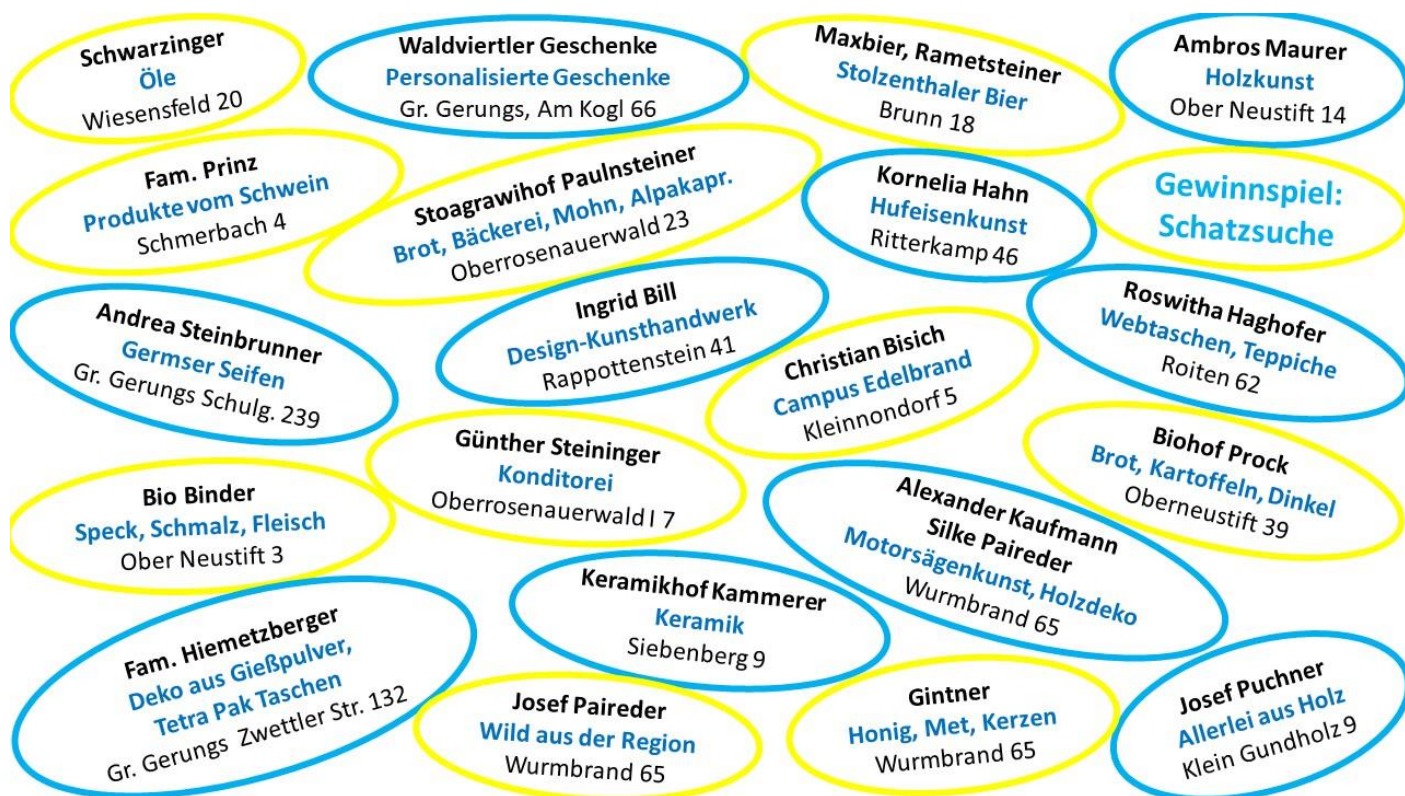 Schwarzinger
Öle
Wiesensfeld 20
Waldviertler Geschenke
Personalisierte Geschenke
Gr. Gerungs, Am Kogl 66
Maxbier, Rametsteiner
Stolzenthaler Bier
Brunn 18
Ambros Maurer
Holzkunst
Ober Neustift 14
Fam. Prinz
Produkte vom Schwein
Schmerbach 4
Stoagrawihof Paulnsteiner
Brot, Bäckerei, Mohn, Alpakapr.
Oberrosenauerwald 23
Kornelia Hahn
Hufeisenkunst
Ritterkamp 46
Gewinnspiel:
Schatzsuche
Andrea Steinbrunner
Germser Seifen
Gr. Gerungs Schulg. 239
Ingrid Bill
Design-Kunsthandwerk
Rappottenstein 41
Christian Bisich
Campus Edelbrand
Kleinnondorf 5
Roswitha Haghofer
Webtaschen, Teppiche
Roiten 62
Bio Binder
Speck, Schmalz, Fleisch
Ober Neustift 3
Günther Steininger
Konditorei
Oberrosenauerwald I 7
Alexander Kaufmann
Silke Paireder
Motorsägenkunst, Holzdeko
Wurmbrand 65
Biohof Prock
Brot, Kartoffeln, Dinkel
Oberneustift 39
Fam. Hiemetzberger
Deko aus Gießpulver,
Tetra Pak Taschen
Gr. Gerungs Zwettler Str. 132
Keramikhof Kammerer
Keramik
Siebenberg 9
Josef Paireder
Wild aus der Region
Wurmbrand 65
Gintner
Honig, Met, Kerzen
Wurmbrand 65
Josef Puchner
Allerlei aus Holz
Klein Gundholz 9